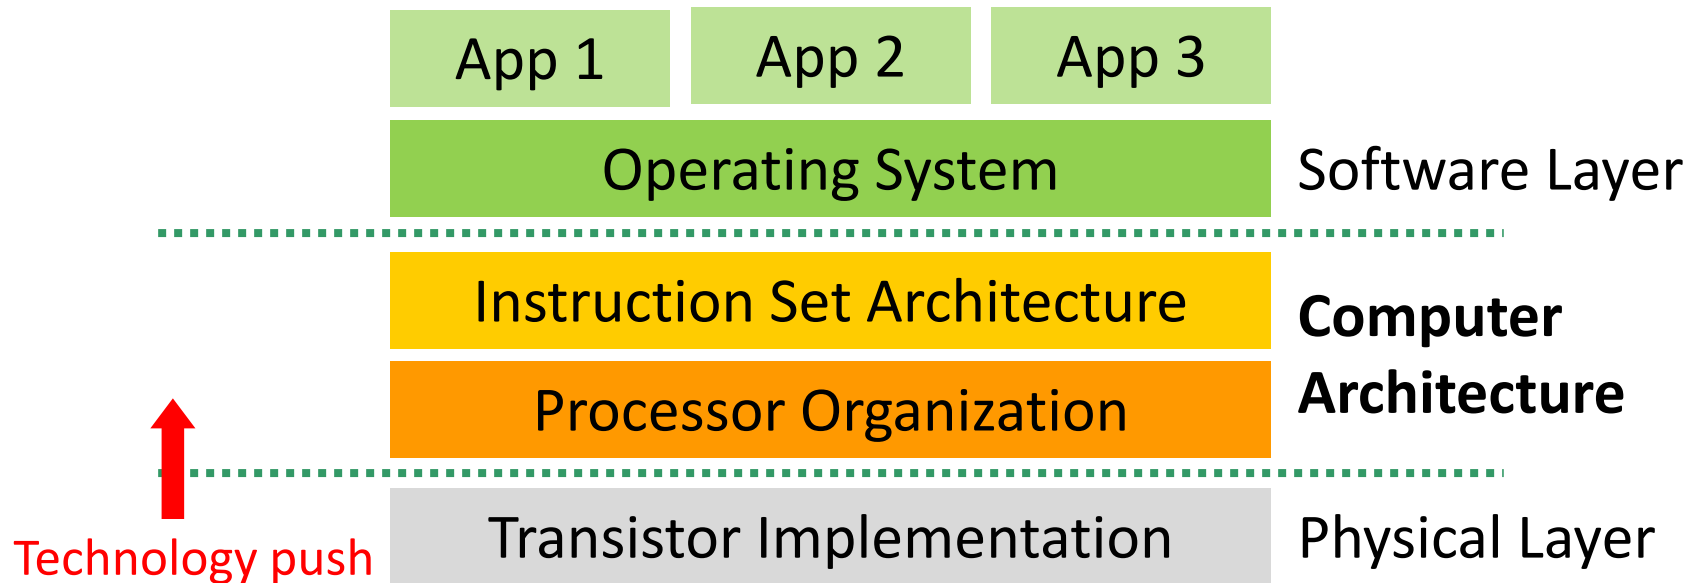 App 1
App 2
App 3
Operating System
Software Layer
Instruction Set Architecture
Computer
Architecture
Processor Organization
Transistor Implementation
Physical Layer
Technology push